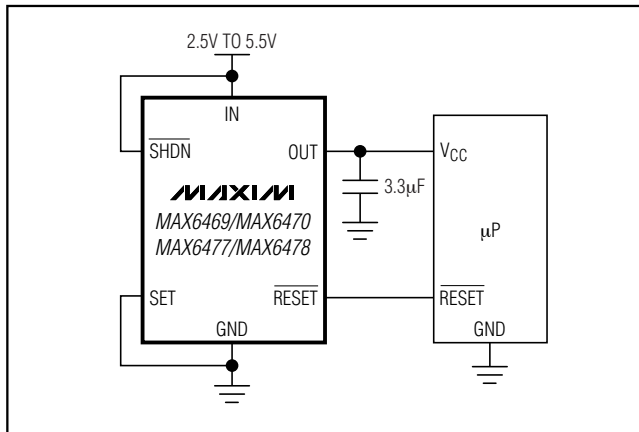 2.5V TO 5.5V
IN
SHDN
OUT
VCC
3.3µF
MAXIM
MAX6469/MAX6470
MAX6477/MAX6478
µP
SET
RESET
RESET
GND
GND